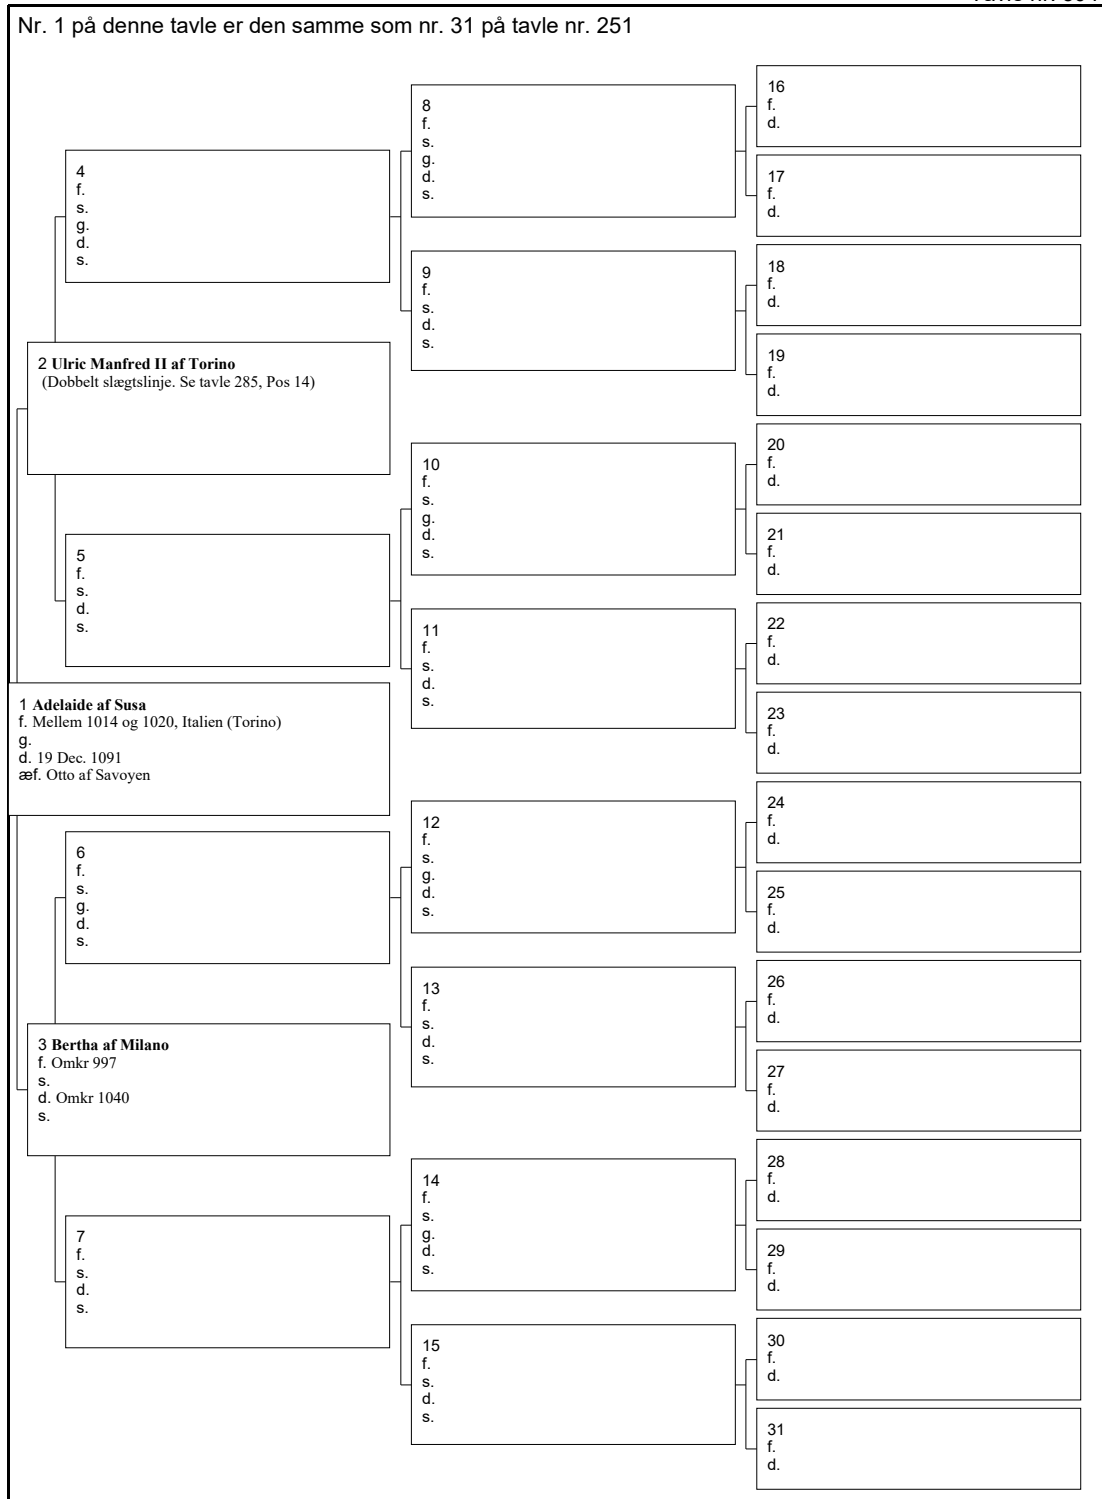 Nr. 1 på denne tavle er den samme som nr. 31 på tavle nr. 251
16
f.
d.
8
f.
s.
g.
d.
s.
17
f.
d.
4
f.
s.
g.
d.
s.
18
f.
d.
9
f.
s.
d.
s.
19
f.
d.
2 Ulric Manfred II af Torino
(Dobbelt slægtslinje. Se tavle 285, Pos 14)
20
f.
d.
10
f.
s.
g.
d.
s.
21
f.
d.
5
f.
s.
d.
s.
22
f.
d.
11
f.
s.
d.
s.
23
f.
d.
1 Adelaide af Susa
f. Mellem 1014 og 1020, Italien (Torino)
g.
d. 19 Dec. 1091
æf. Otto af Savoyen
24
f.
d.
12
f.
s.
g.
d.
s.
25
f.
d.
6
f.
s.
g.
d.
s.
26
f.
d.
13
f.
s.
d.
s.
27
f.
d.
3 Bertha af Milano
f. Omkr 997
s.
d. Omkr 1040
s.
28
f.
d.
14
f.
s.
g.
d.
s.
29
f.
d.
7
f.
s.
d.
s.
30
f.
d.
15
f.
s.
d.
s.
31
f.
d.